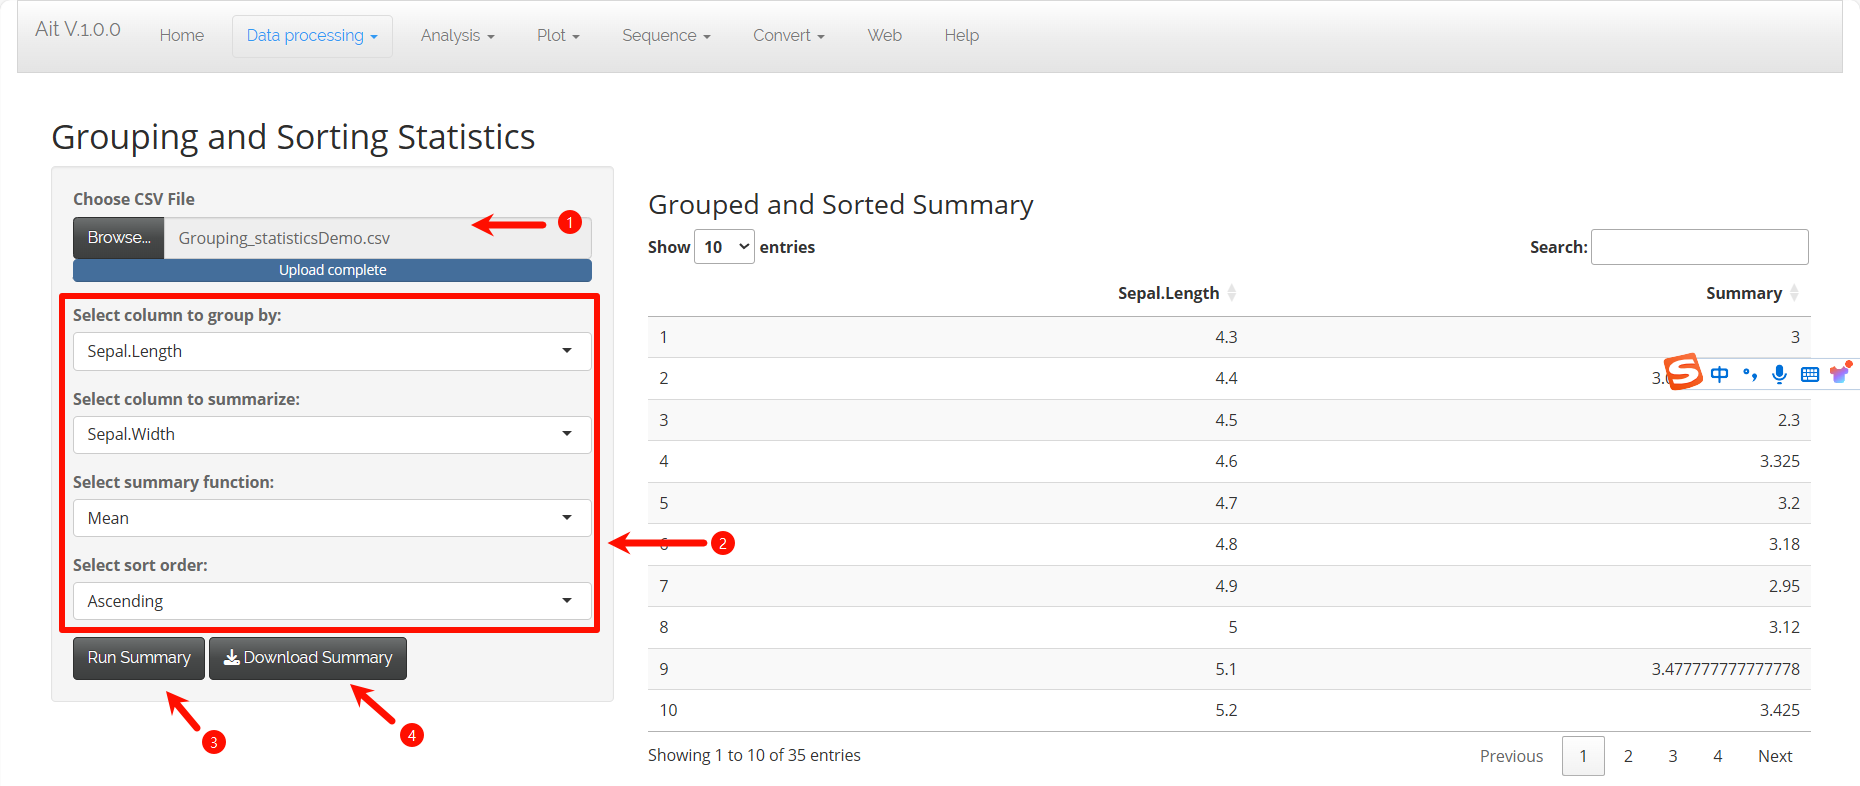 Ait V.1.0.0 Home Data processing Analysis Plot Sequence Convert Web Help
Grouping and Sorting Statistics
Choose CSV File
Browse... Grouping_statisticsDemo.csv
1
Upload complete
Select column to group by:
Sepal.Length
Select column to summarize:
Sepal.Width
Select summary function:
Mean
2
Select sort order:
Ascending
Run Summary Download Summary
3
4
Grouped and Sorted Summary
Show 10 entries Search:
Sepal.Length Summary
1 4.3 3
2 4.4
S 中
3 4.5 2.3
4 4.6 3.325
5 4.7 3.2
6 4.8 3.18
7 4.9 2.95
8 5 3.12
9 5.1 3.477777777777778
10 5.2 3.425
Showing 1 to 10 of 35 entries Previous 1 2 3 4 Next